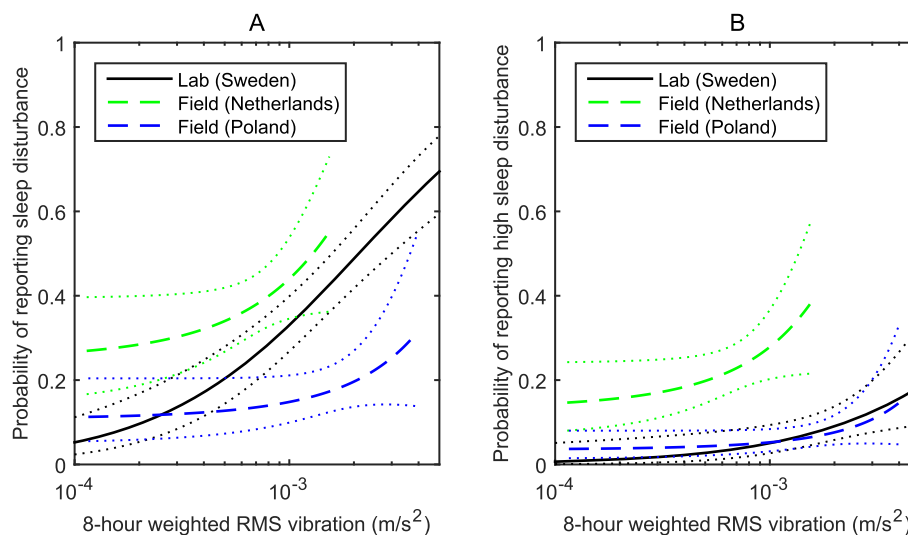 A
Probability of reporting sleep disturbance
1
0.8
0.6
0.4
0.2
0
Lab (Sweden)
Field (Netherlands)
Field (Poland)
10⁻⁴
10⁻³
8-hour weighted RMS vibration (m/s²)
B
Probability of reporting high sleep disturbance
1
0.8
0.6
0.4
0.2
0
Lab (Sweden)
Field (Netherlands)
Field (Poland)
10⁻⁴
10⁻³
8-hour weighted RMS vibration (m/s²)